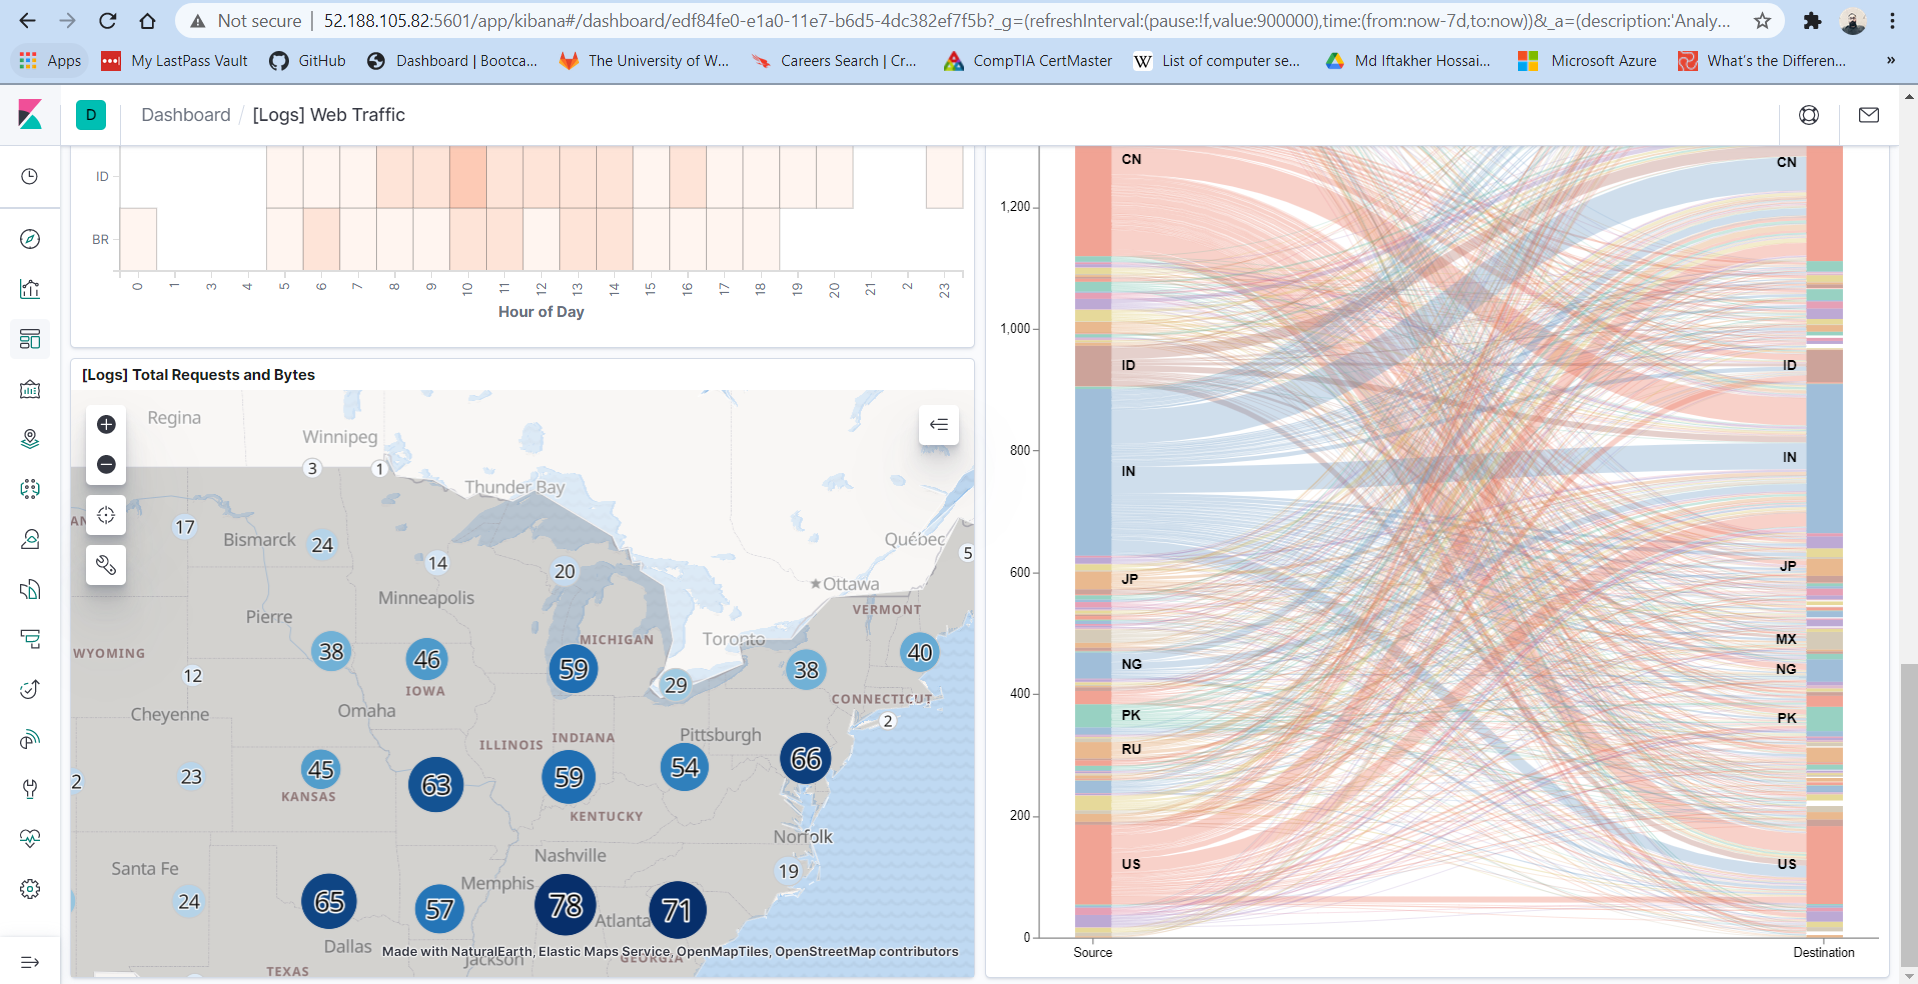 Not secure | 52.188.105.82:5601/app/kibana#/dashboard/edf84fe0-e1a0-11e7-b6d5-4dc382ef7f5b?_g=(refreshInterval:(pause:!f,value:900000),time:(from:now-7d,to:now))&_a=(description:'Analy...
Apps My LastPass Vault GitHub Dashboard | Bootca... The University of W... Careers Search | Cr... CompTIA CertMaster List of computer se... Md Iftakher Hossai... Microsoft Azure What's the Differen... »
D Dashboard / [Logs] Web Traffic
ID
BR
0 1 3 4 5 6 7 8 9 10 11 12 13 14 15 16 17 18 19 20 21 2 23
Hour of Day
[Logs] Total Requests and Bytes
Regina
Winnipeg
3 1
Thunder Bay
17
Bismarck 24
Québec
5
14
20
Ottawa
Minneapolis
VERMONT
Pierre
MICHIGAN
Toronto
WYOMING
38 46 59 29 38 40
12
IOWA
CONNECTICUT
Cheyenne
Omaha
2
ILLINOIS
INDIANA
Pittsburgh
2 23 45 63 59 54 66
KANSAS
KENTUCKY
Norfolk
Nashville
Santa Fe
19
Memphis
24 65 57 78 Atlanta 71
Dallas
Made with NaturalEarth, Elastic Maps Service, OpenMapTiles, OpenStreetMap contributors
Jackson
GEORGIA
TEXAS
1,200
1,000
800
600
400
200
0
CN
ID
IN
JP
NG
PK
RU
US
CN
ID
IN
JP
MX
NG
PK
US
Source
Destination